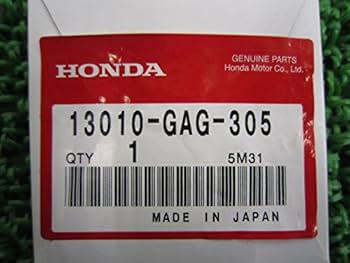 HONDA
GENUINE PARTS
Honda Motor Co., Ltd.
13010-GAG-305
QTY 1 5M31
MADE IN JAPAN